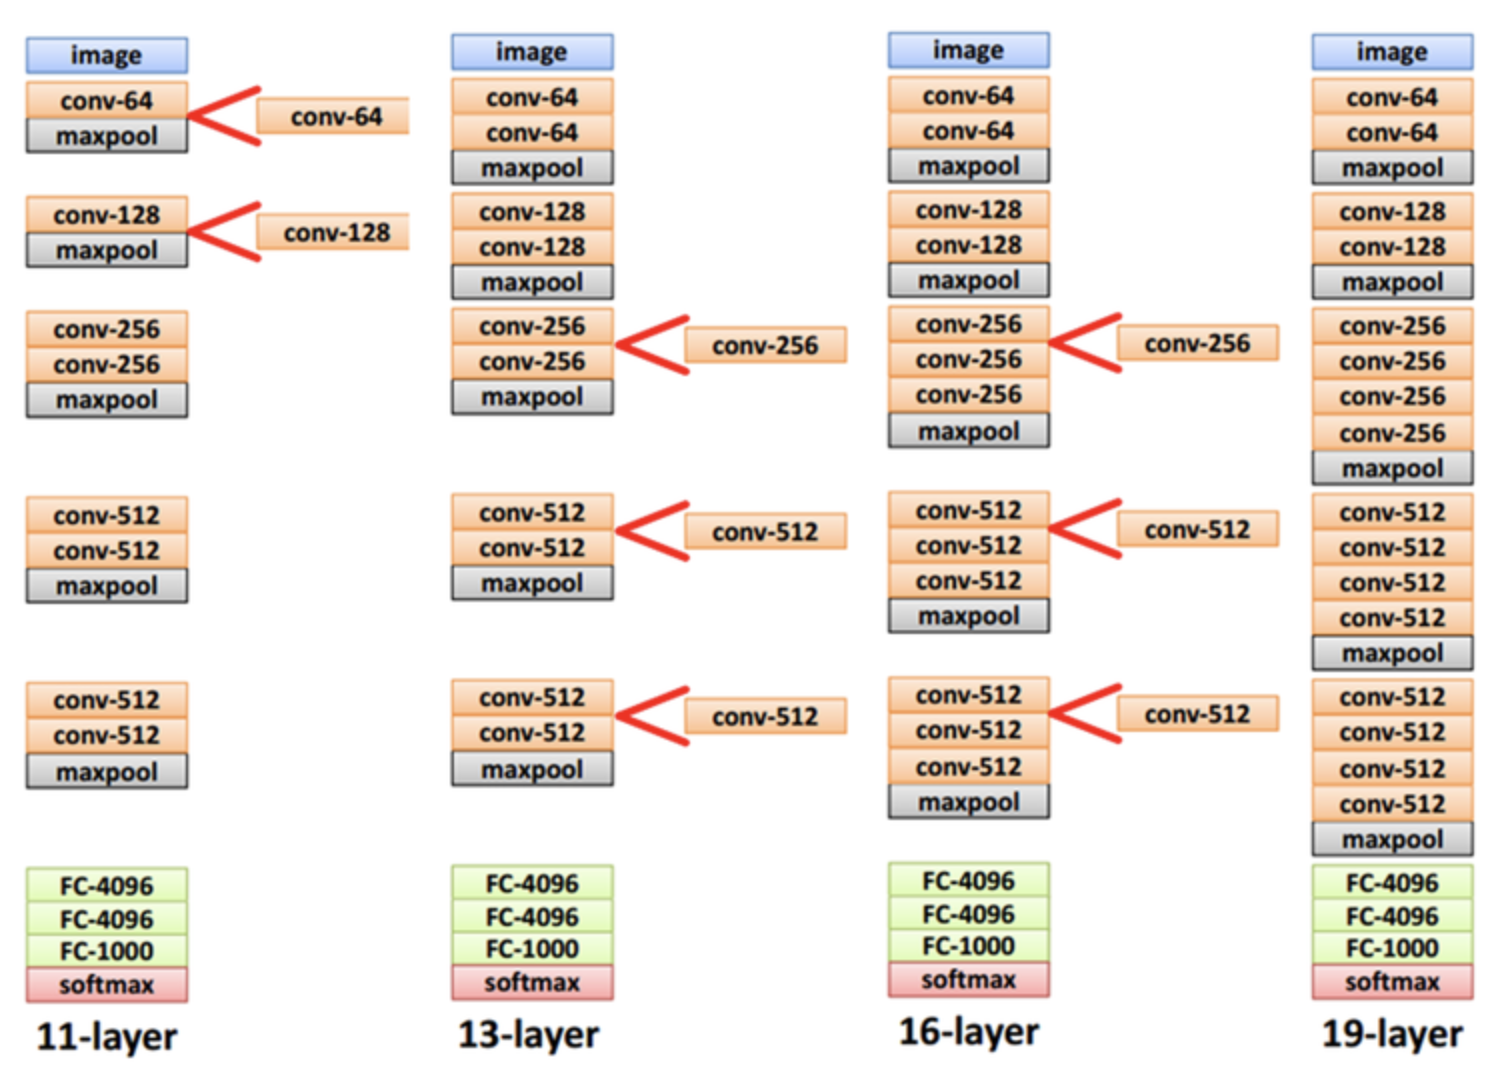 image
conv-64
maxpool
conv-128
maxpool
conv-256
conv-256
maxpool
conv-512
conv-512
maxpool
conv-512
conv-512
maxpool
FC-4096
FC-4096
FC-1000
softmax
11-layer
conv-64
conv-128
image
conv-64
conv-64
maxpool
conv-128
conv-128
maxpool
conv-256
conv-256
maxpool
conv-512
conv-512
maxpool
conv-512
conv-512
maxpool
FC-4096
FC-4096
FC-1000
softmax
13-layer
conv-256
conv-512
conv-512
image
conv-64
conv-64
maxpool
conv-128
conv-128
maxpool
conv-256
conv-256
conv-256
maxpool
conv-512
conv-512
conv-512
maxpool
conv-512
conv-512
conv-512
maxpool
FC-4096
FC-4096
FC-1000
softmax
16-layer
conv-256
conv-512
conv-512
image
conv-64
conv-64
maxpool
conv-128
conv-128
maxpool
conv-256
conv-256
conv-256
conv-256
maxpool
conv-512
conv-512
conv-512
conv-512
maxpool
conv-512
conv-512
conv-512
conv-512
maxpool
FC-4096
FC-4096
FC-1000
softmax
19-layer